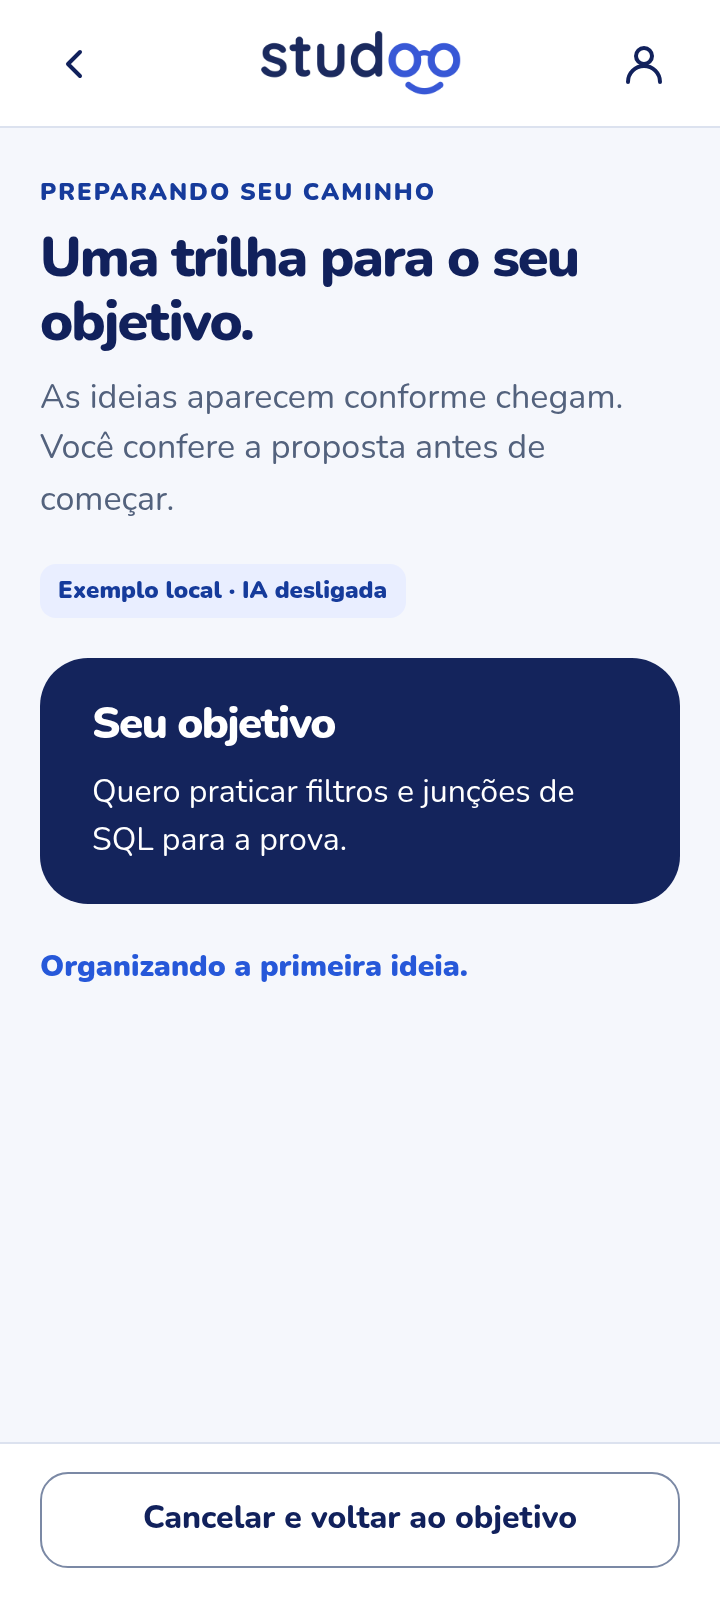 studoo
PREPARANDO SEU CAMINHO
Uma trilha para o seu
objetivo.
As ideias aparecem conforme chegam.
Você confere a proposta antes de
começar.
Exemplo local · IA desligada
Seu objetivo
Quero praticar filtros e junções de
SQL para a prova.
Organizando a primeira ideia.
Cancelar e voltar ao objetivo